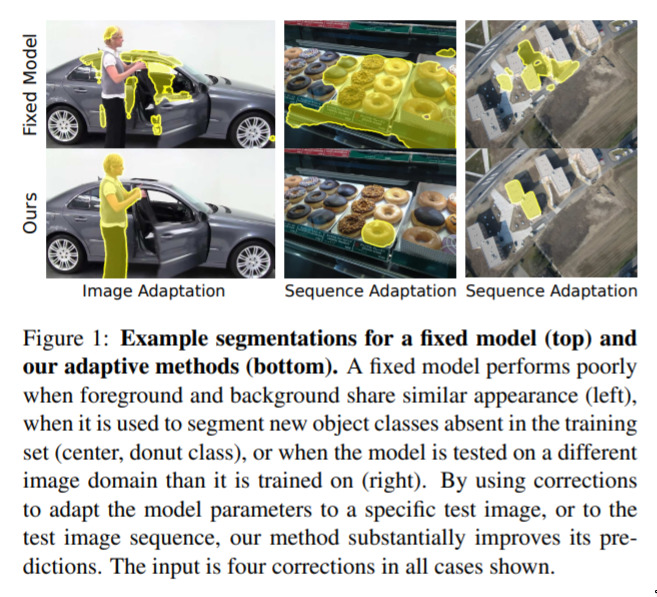 Fixed Model
Ours
Image Adaptation
Sequence Adaptation
Sequence Adaptation
Figure 1: Example segmentations for a fixed model (top) and
our adaptive methods (bottom). A fixed model performs poorly
when foreground and background share similar appearance (left),
when it is used to segment new object classes absent in the training
set (center, donut class), or when the model is tested on a different
image domain than it is trained on (right). By using corrections
to adapt the model parameters to a specific test image, or to the
test image sequence, our method substantially improves its pre-
dictions. The input is four corrections in all cases shown.